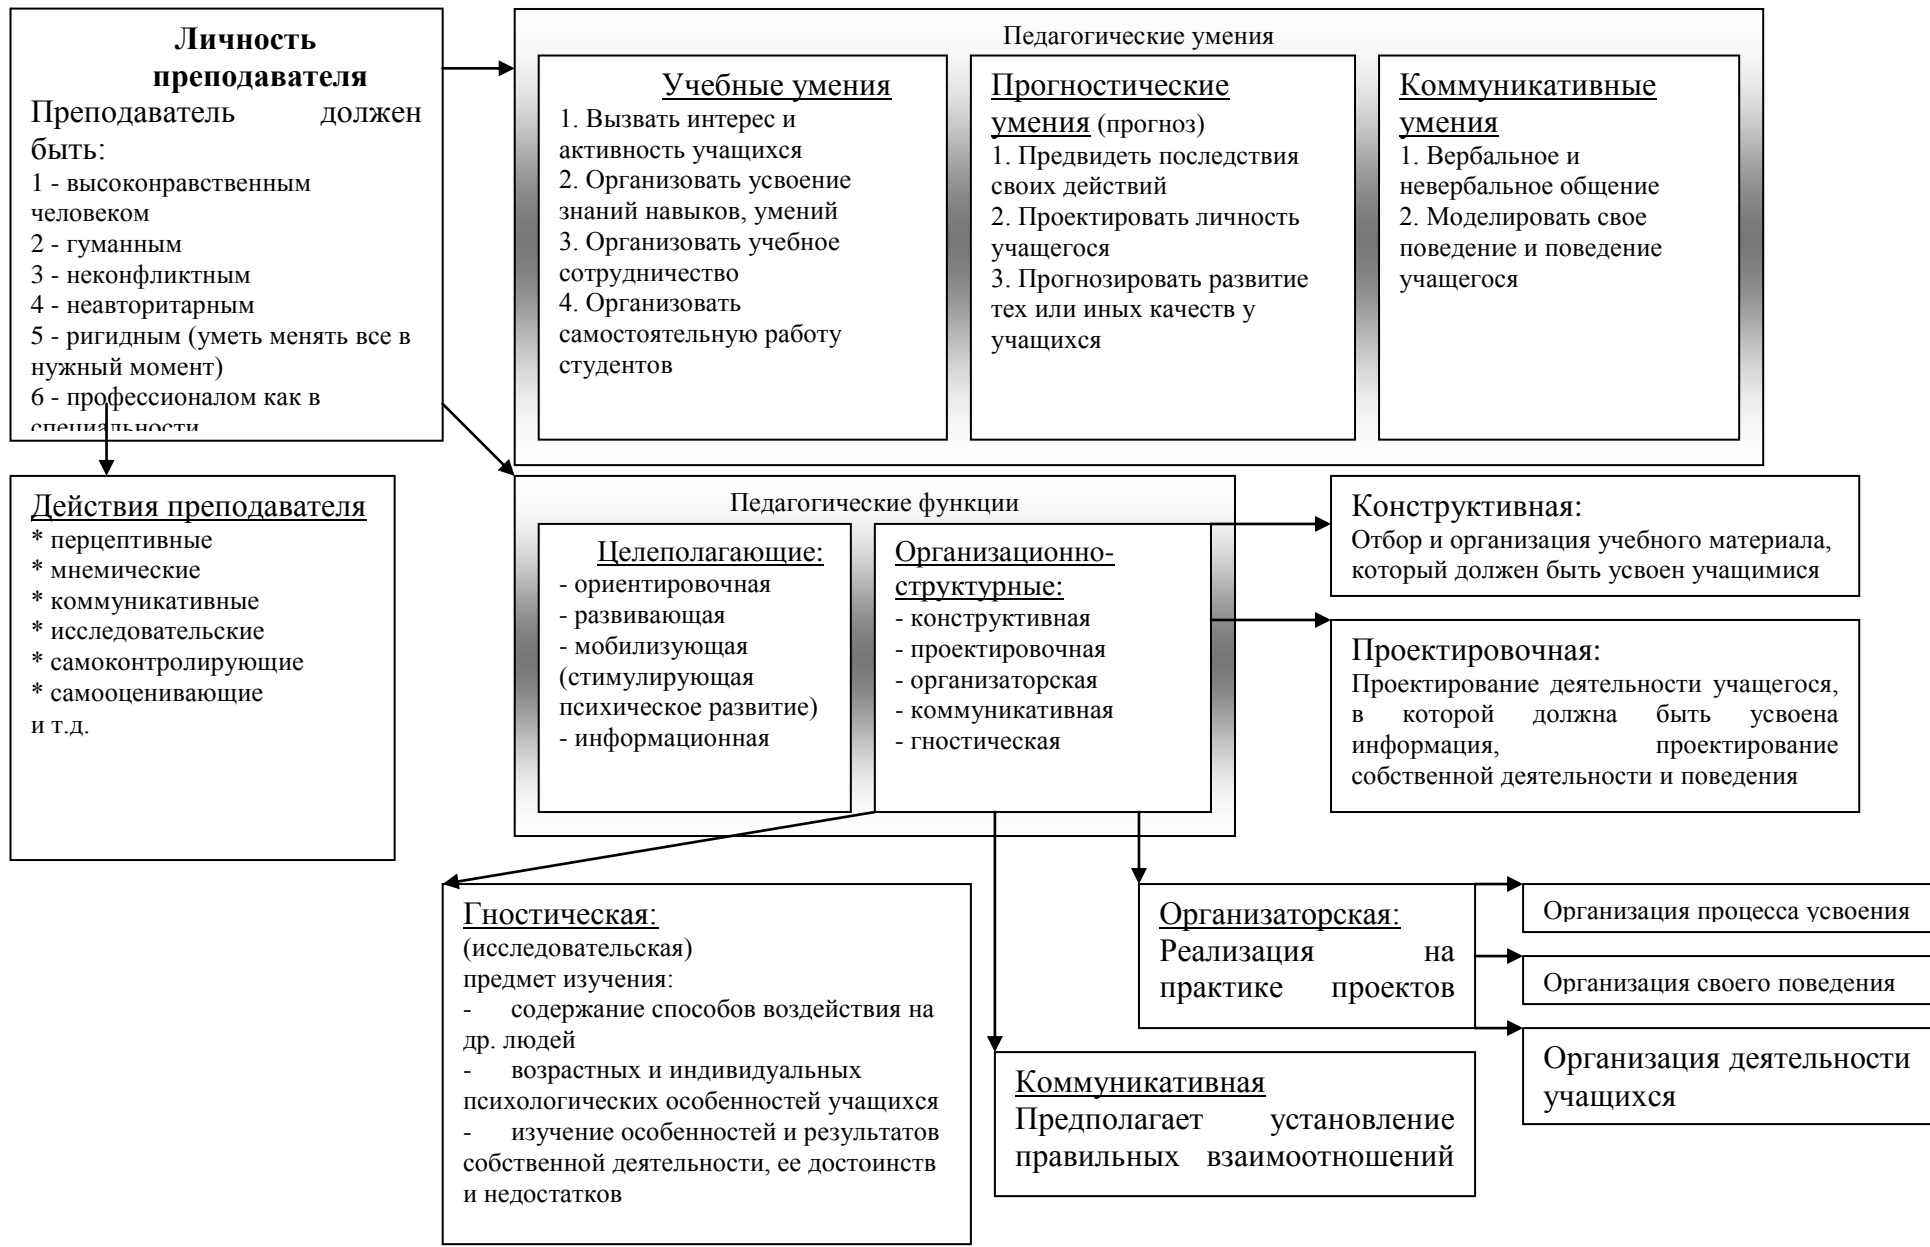 Личность
преподавателя
Преподаватель должен
быть:
1 - высоконравственным
человеком
2 - гуманным
3 - неконфликтным
4 - неавторитарным
5 - ригидным (уметь менять все в
нужный момент)
6 - профессионалом как в
специальности
Педагогические умения
Учебные умения
1. Вызвать интерес и
активность учащихся
2. Организовать усвоение
знаний навыков, умений
3. Организовать учебное
сотрудничество
4. Организовать
самостоятельную работу
студентов
Прогностические
умения (прогноз)
1. Предвидеть последствия
своих действий
2. Проектировать личность
учащегося
3. Прогнозировать развитие
тех или иных качеств у
учащихся
Коммуникативные
умения
1. Вербальное и
невербальное общение
2. Моделировать свое
поведение и поведение
учащегося
Действия преподавателя
* перцептивные
* мнемические
* коммуникативные
* исследовательские
* самоконтролирующие
* самооценивающие
и т.д.
Педагогические функции
Целеполагающие:
- ориентировочная
- развивающая
- мобилизующая
(стимулирующая
психическое развитие)
- информационная
Организационно-
структурные:
- конструктивная
- проектировочная
- организаторская
- коммуникативная
- гностическая
Конструктивная:
Отбор и организация учебного материала,
который должен быть усвоен учащимися
Проектировочная:
Проектирование деятельности учащегося,
в которой должна быть усвоена
информация, проектирование
собственной деятельности и поведения
Гностическая:
(исследовательская)
предмет изучения:
- содержание способов воздействия на
др. людей
- возрастных и индивидуальных
психологических особенностей учащихся
- изучение особенностей и результатов
собственной деятельности, ее достоинств
и недостатков
Коммуникативная
Предполагает установление
правильных взаимоотношений
Организаторская:
Реализация на
практике проектов
Организация процесса усвоения
Организация своего поведения
Организация деятельности
учащихся